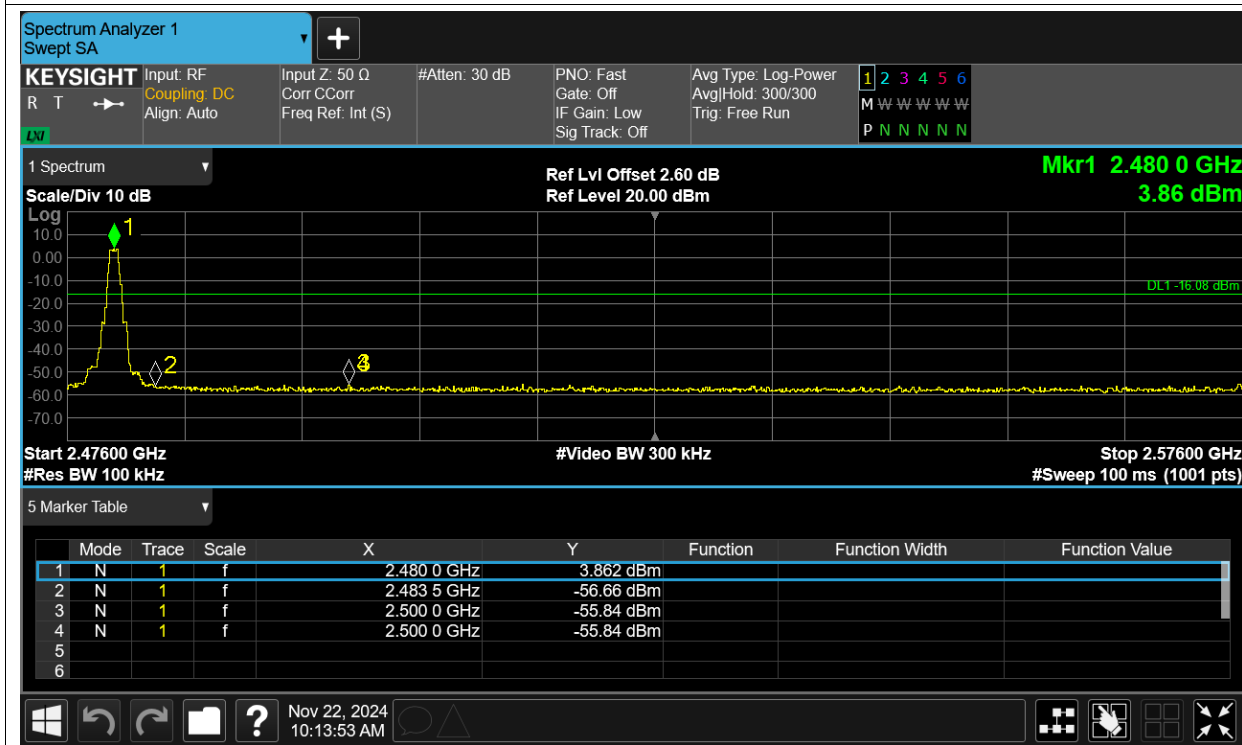 Spectrum Analyzer 1
Swept SA
KEYSIGHT Input: RF Input Z: 50 Ω #Atten: 30 dB PNO: Fast Avg Type: Log-Power 1 2 3 4 5 6
R T Coupling: DC Corr CCorr Gate: Off Avg|Hold: 300/300 M W W W W W
Align: Auto Freq Ref: Int (S) IF Gain: Low Trig: Free Run
LXI Sig Track: Off P N N N N N
1 Spectrum Ref Lvl Offset 2.60 dB Mkr1 2.480 0 GHz
Scale/Div 10 dB Ref Level 20.00 dBm 3.86 dBm
Log
1
10.0
0.00
-10.0
DL1 -16.08 dBm
-20.0
-30.0
-40.0
2
-50.0
-60.0
-70.0
Start 2.47600 GHz #Video BW 300 kHz Stop 2.57600 GHz
#Res BW 100 kHz #Sweep 100 ms (1001 pts)
5 Marker Table
Mode Trace Scale X Y Function Function Width Function Value
1 N 1 f 2.480 0 GHz 3.862 dBm
2 N 1 f 2.483 5 GHz -56.66 dBm
3 N 1 f 2.500 0 GHz -55.84 dBm
4 N 1 f 2.500 0 GHz -55.84 dBm
5
6
? Nov 22, 2024
10:13:53 AM